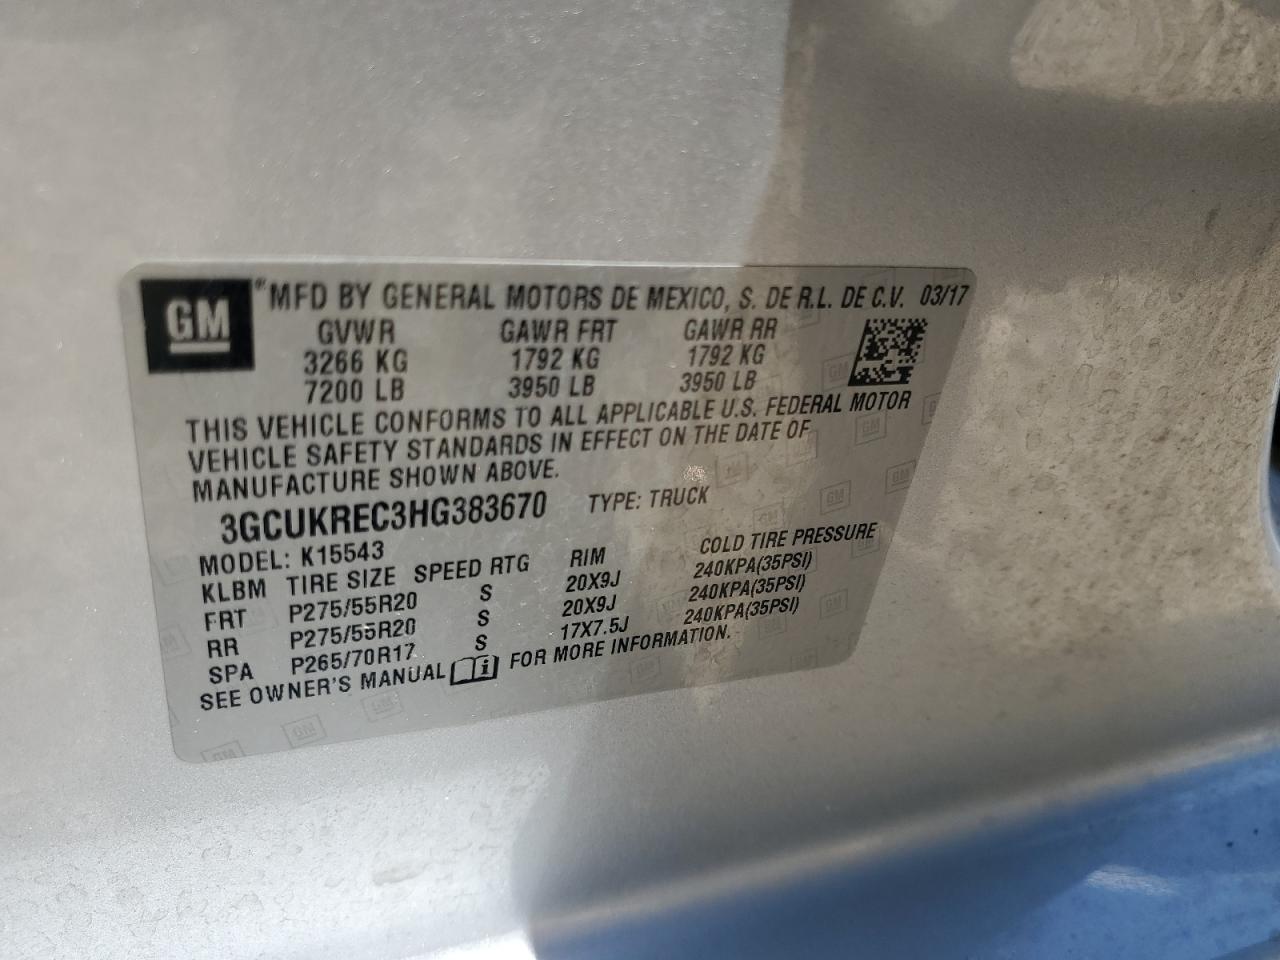 GM ® MFD BY GENERAL MOTORS DE MEXICO, S. DE R.L. DE C.V. 03/17
GVWR GAWR FRT GAWR RR
3266 KG 1792 KG 1792 KG
7200 LB 3950 LB 3950 LB
THIS VEHICLE CONFORMS TO ALL APPLICABLE U.S. FEDERAL MOTOR
VEHICLE SAFETY STANDARDS IN EFFECT ON THE DATE OF
MANUFACTURE SHOWN ABOVE.
3GCUKREC3HG383670 TYPE: TRUCK
MODEL: K15543
KLBM TIRE SIZE SPEED RTG RIM COLD TIRE PRESSURE
FRT P275/55R20 S 20X9J 240KPA(35PSI)
RR P275/55R20 S 20X9J 240KPA(35PSI)
SPA P265/70R17 S 17X7.5J 240KPA(35PSI)
SEE OWNER'S MANUAL i FOR MORE INFORMATION.